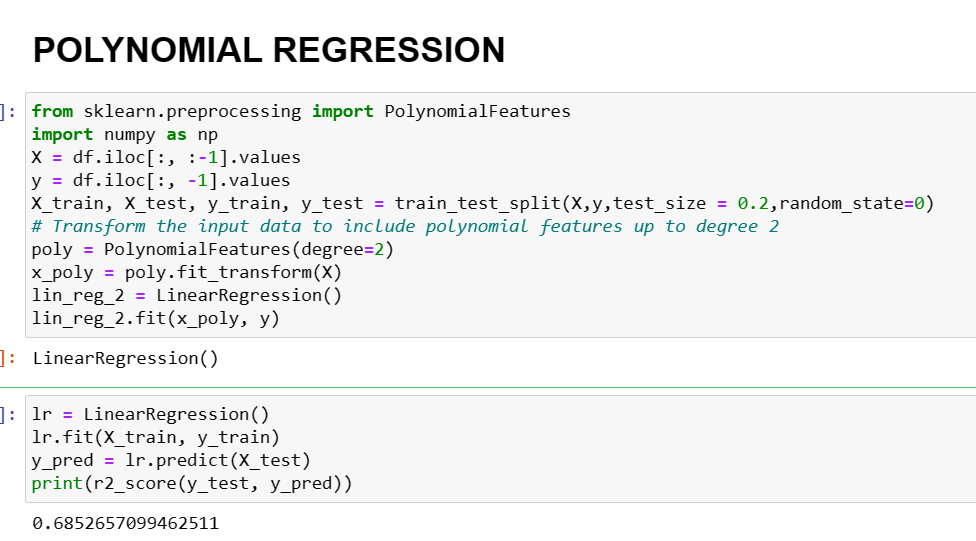 POLYNOMIAL REGRESSION
]: from sklearn.preprocessing import PolynomialFeatures
import numpy as np
X = df.iloc[:, :-1].values
y = df.iloc[:, -1].values
X_train, X_test, y_train, y_test = train_test_split(X,y,test_size = 0.2,random_state=0)
# Transform the input data to include polynomial features up to degree 2
poly = PolynomialFeatures(degree=2)
x_poly = poly.fit_transform(X)
lin_reg_2 = LinearRegression()
lin_reg_2.fit(x_poly, y)
]: LinearRegression()
]: lr = LinearRegression()
lr.fit(X_train, y_train)
y_pred = lr.predict(X_test)
print(r2_score(y_test, y_pred))
0.6852657099462511